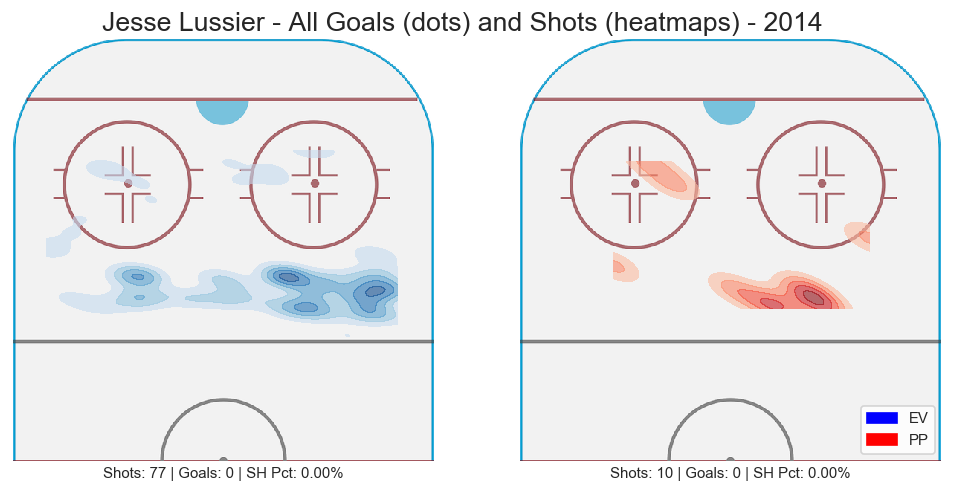 Jesse Lussier - All Goals (dots) and Shots (heatmaps) - 2014
EV
PP
Shots: 77 | Goals: 0 | SH Pct: 0.00%
Shots: 10 | Goals: 0 | SH Pct: 0.00%